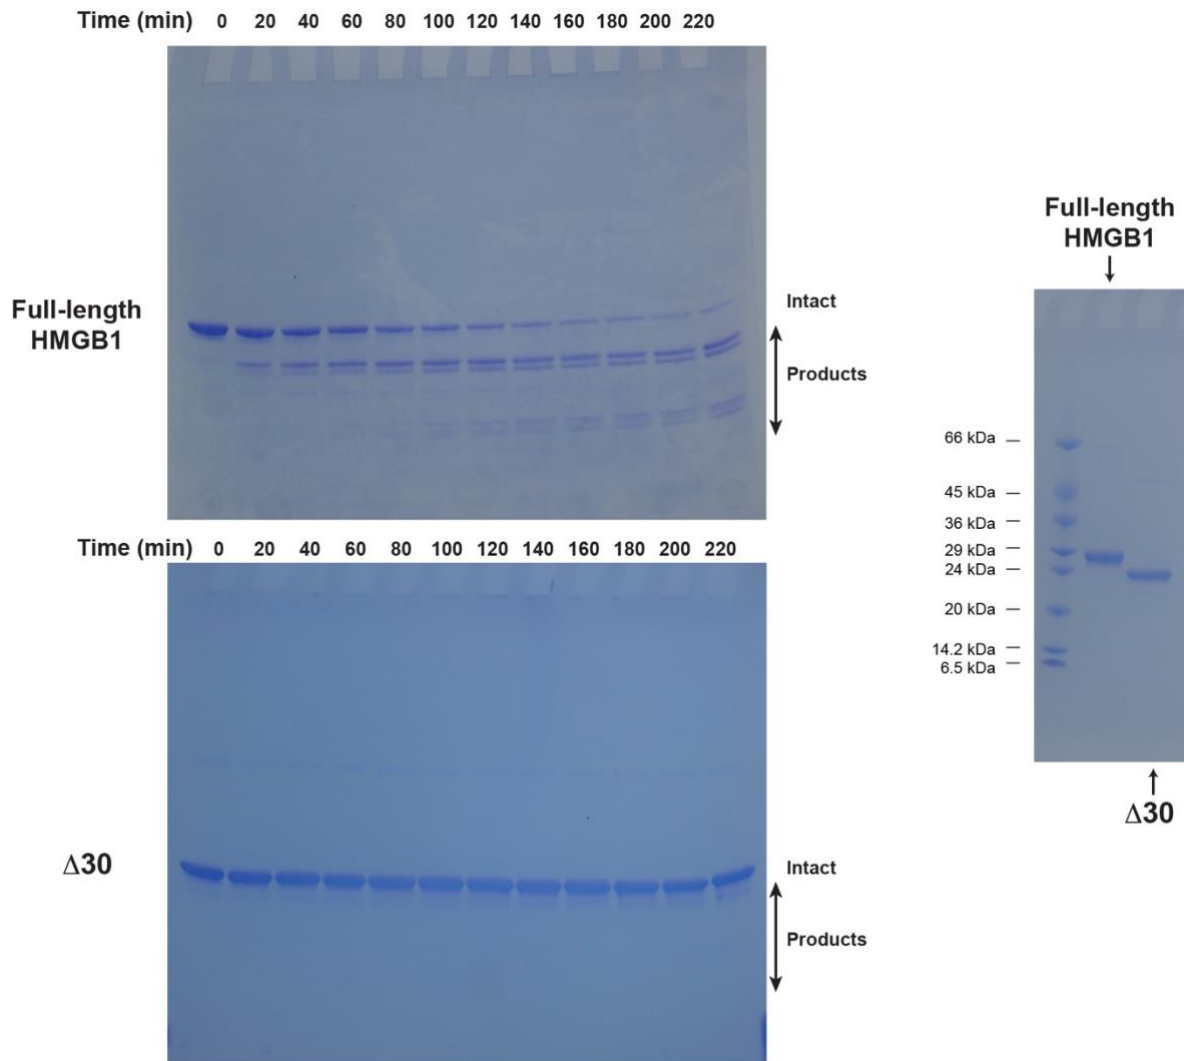 Time (min) 0 20 40 60 80 100 120 140 160 180 200 220
Full-length
HMGB1
Intact
Products
Time (min) 0 20 40 60 80 100 120 140 160 180 200 220
Δ30
Intact
Products
Full-length
HMGB1
66 kDa
45 kDa
36 kDa
29 kDa
24 kDa
20 kDa
14.2 kDa
6.5 kDa
Δ30